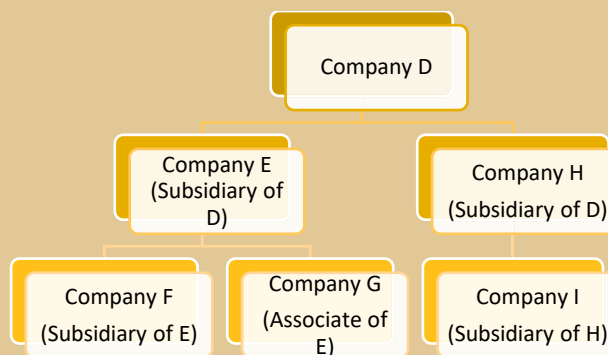 Company D
Company E
(Subsidiary of
D)
Company H
(Subsidiary of D)
Company F
(Subsidiary of E)
Company G
(Associate of
E)
Company I
(Subsidiary of H)